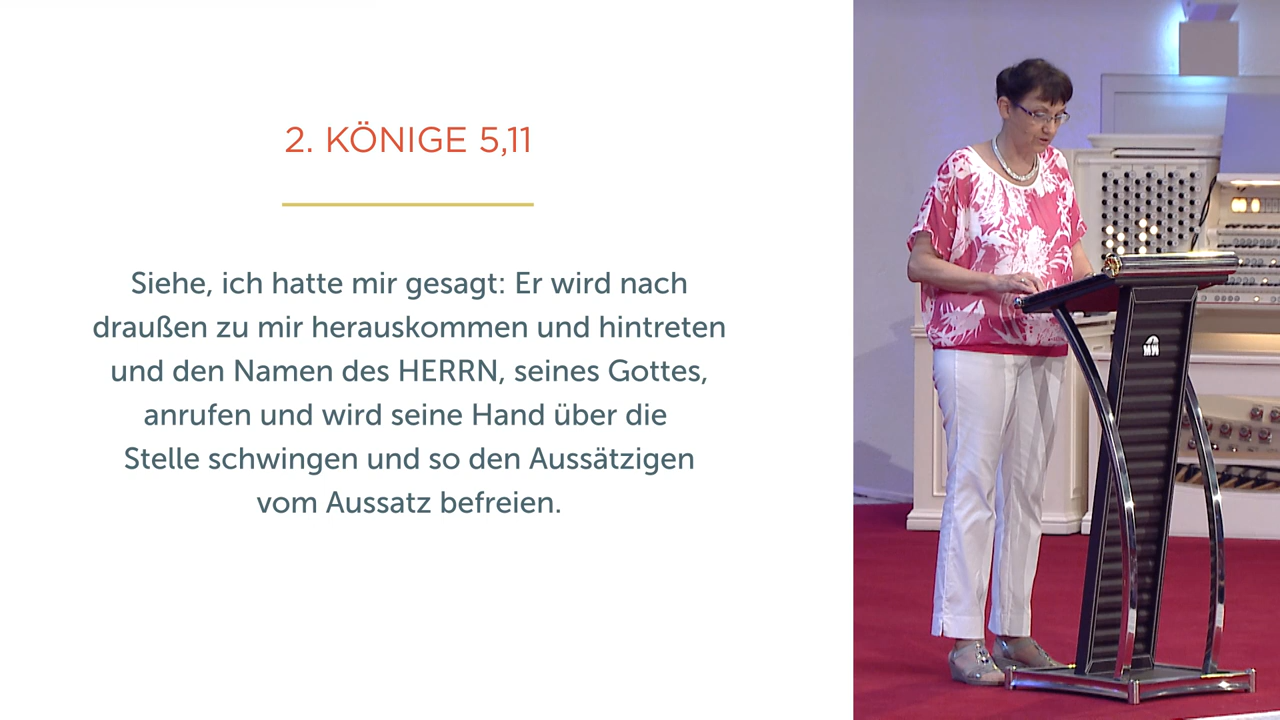 2. KÖNIGE 5,11
Siehe, ich hatte mir gesagt: Er wird nach
draußen zu mir herauskommen und hintreten
und den Namen des HERRN, seines Gottes,
anrufen und wird seine Hand über die
Stelle schwingen und so den Aussätzigen
vom Aussatz befreien.
MW